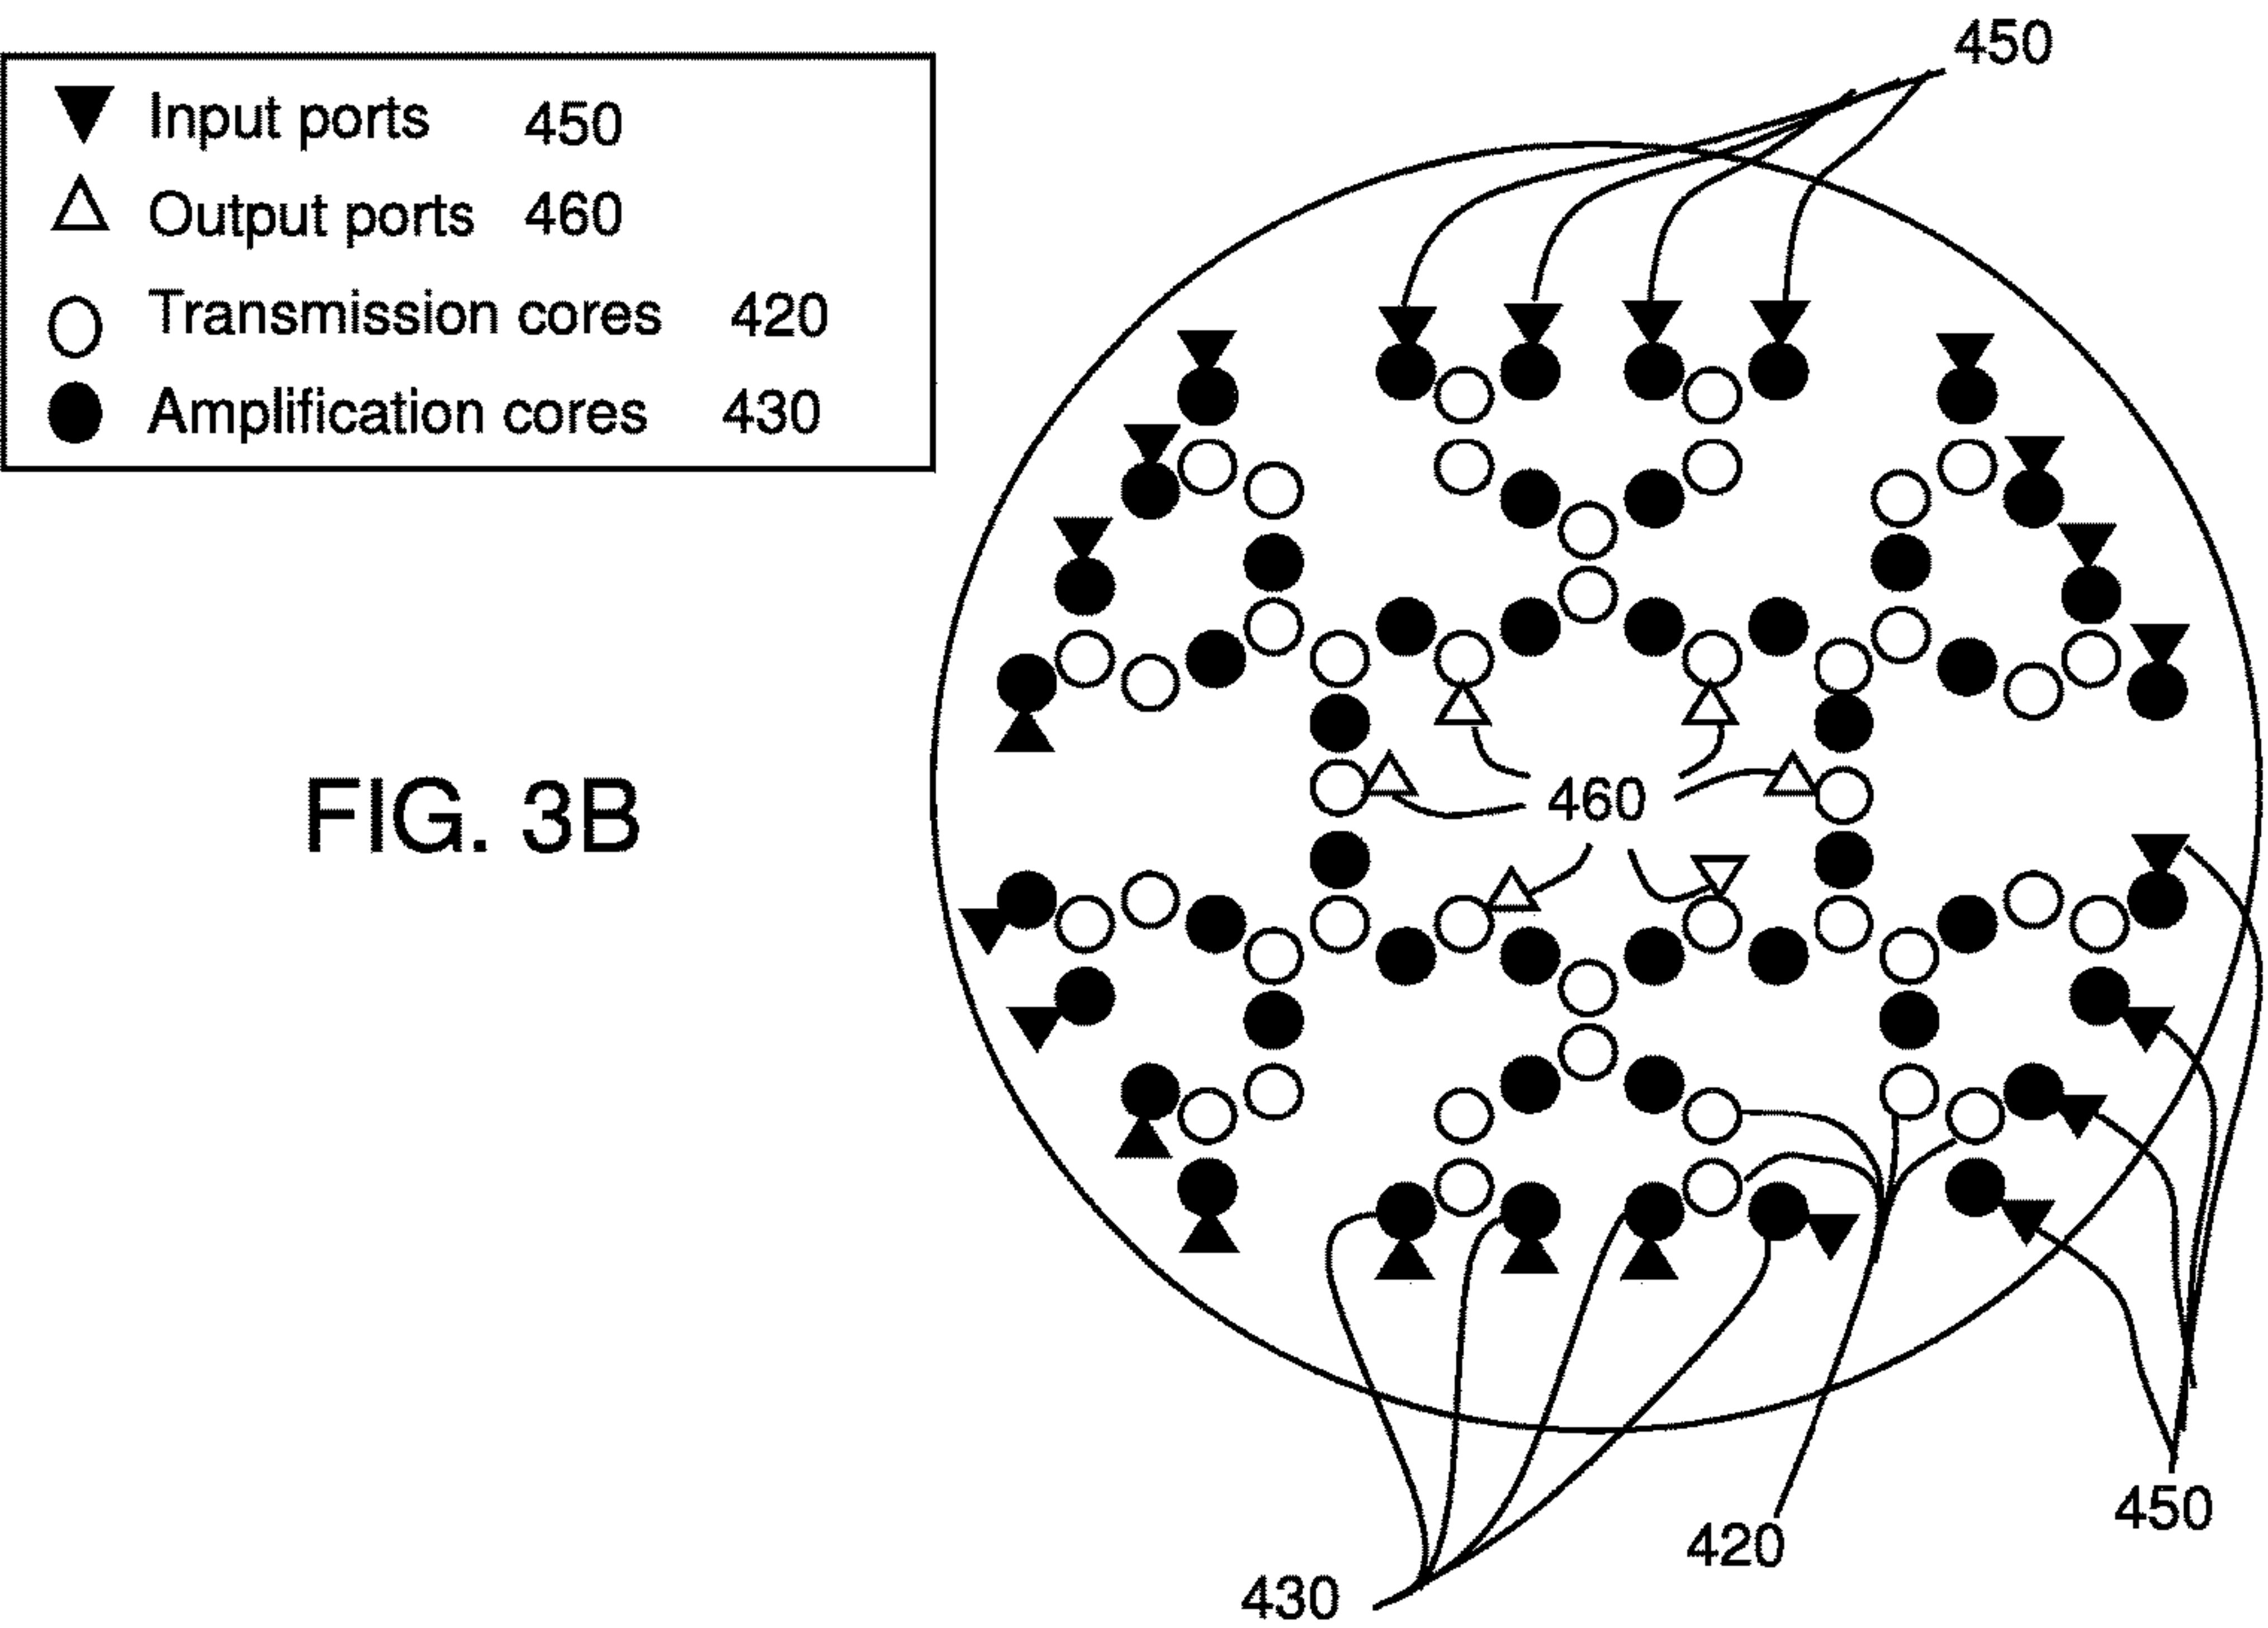 450
Input ports 450
Output ports 460
Transmission cores 420
Amplification cores 430
FIG. 3B
460
450
420
430